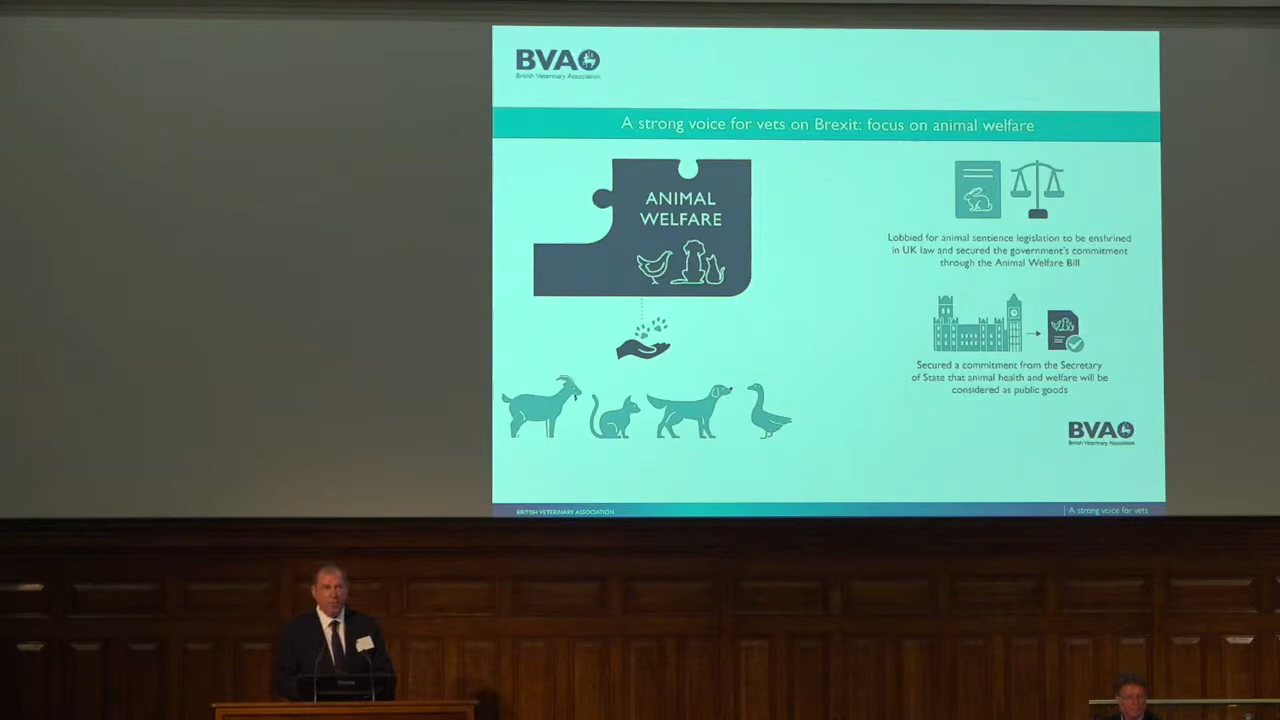 BVA
British Veterinary Association
A strong voice for vets on Brexit: focus on animal welfare
ANIMAL
WELFARE
Lobbied for animal sentience legislation to be enshrined
in UK law and secured the government's commitment
through the Animal Welfare Bill
Secured a commitment from the Secretary
of State that animal health and welfare will be
considered as public goods
BVA
British Veterinary Association
BRITISH VETERINARY ASSOCIATION
A strong voice for vets